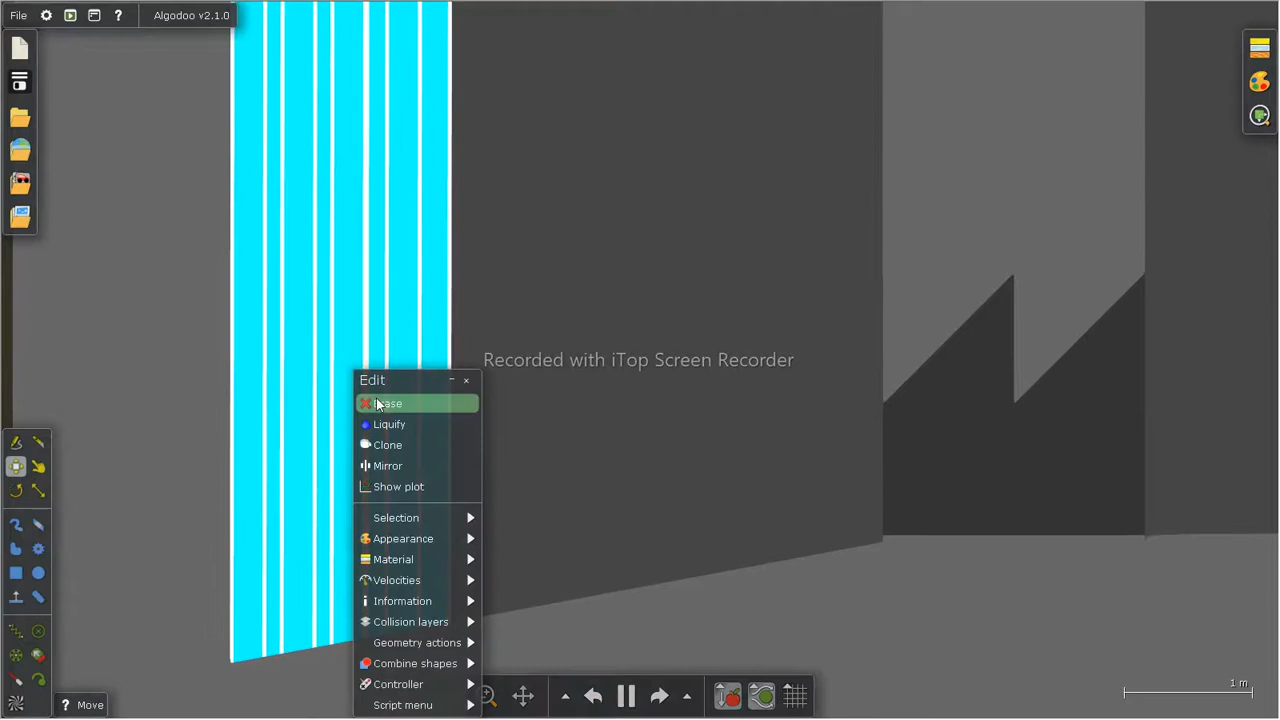 File ? Algodoo v2.1.0
Recorded with iTop Screen Recorder
Edit
Erase
Liquify
Clone
Mirror
Show plot
Selection
Appearance
Material
Velocities
Information
Collision layers
Geometry actions
Combine shapes
Controller
Script menu
? Move
1 m